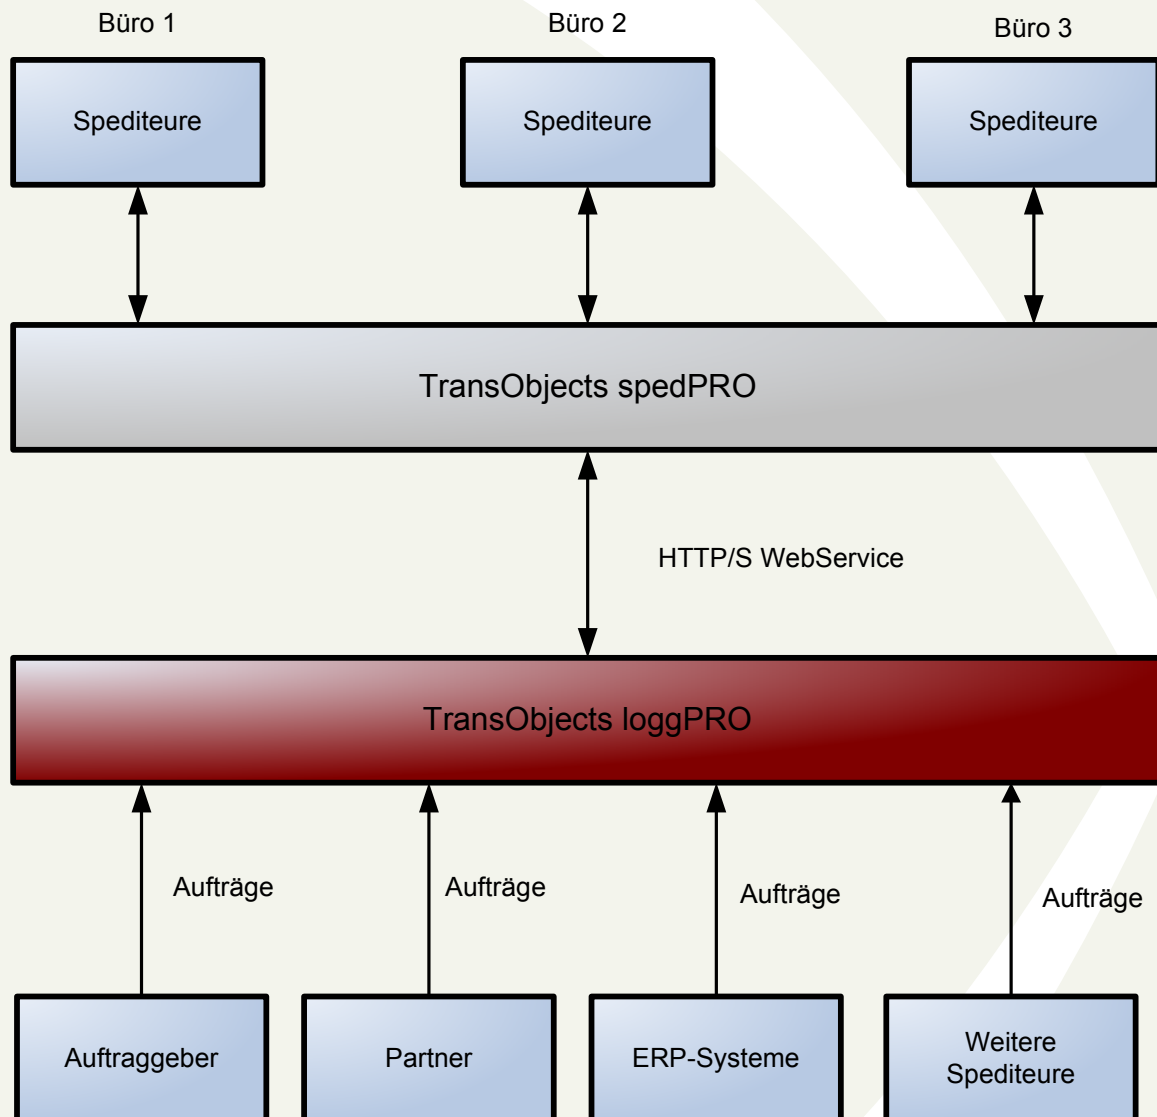 Büro 1
Büro 2
Büro 3
Spediteure
Spediteure
Spediteure
TransObjects spedPRO
HTTP/S WebService
TransObjects loggPRO
Aufträge
Aufträge
Aufträge
Aufträge
Auftraggeber
Partner
ERP-Systeme
Weitere
Spediteure